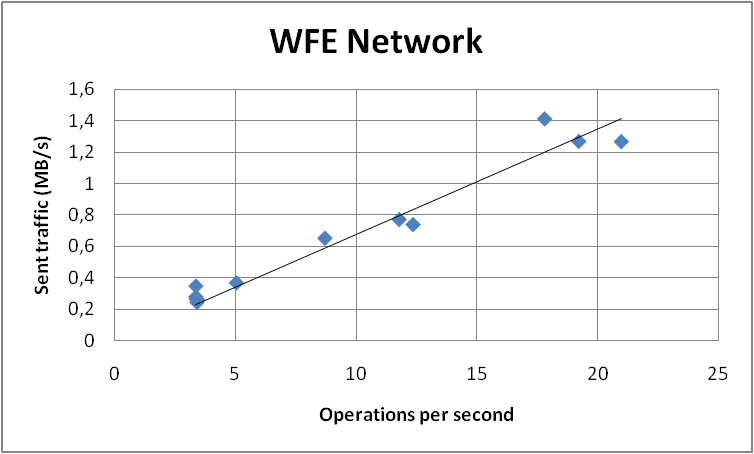 WFE Network
Sent traffic (MB/s)
1,6
1,4
1,2
1
0,8
0,6
0,4
0,2
0
0 5 10 15 20 25
Operations per second